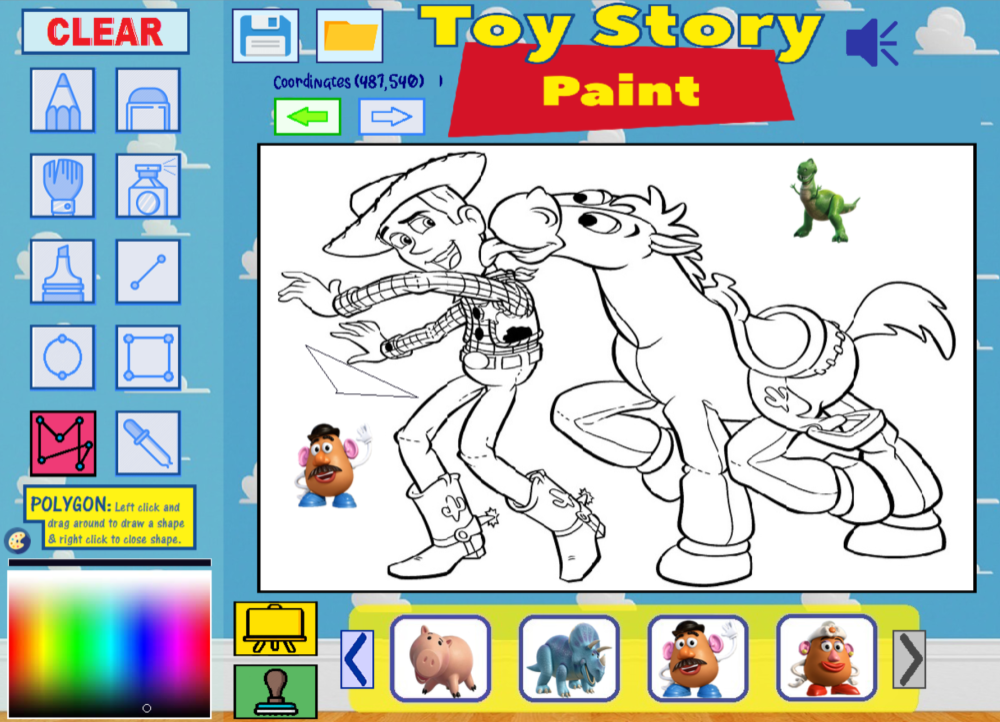 CLEAR
Toy Story
Paint
Coordinates (487,540)
POLYGON: Left click and
drag around to draw a shape
& right click to close shape.